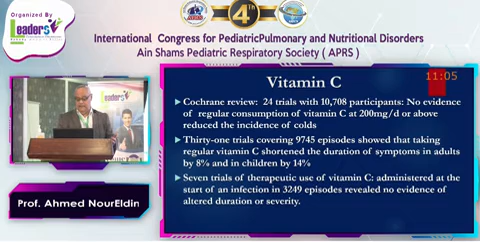 Organized By
Leaders
4TH
International Congress for PediatricPulmonary and Nutritional Disorders
Ain Shams Pediatric Respiratory Society ( APRS )
11:05
Vitamin C
➤ Cochrane review: 24 trials with 10,708 participants: No evidence
of regular consumption of vitamin C at 200mg/d or above
reduced the incidence of colds
➤ Thirty-one trials covering 9745 episodes showed that taking
regular vitamin C shortened the duration of symptoms in adults
by 8% and in children by 14%
➤ Seven trials of therapeutic use of vitamin C: administered at the
start of an infection in 3249 episodes revealed no evidence of
altered duration or severity.
Leaders
Prof. Ahmed NourEldin